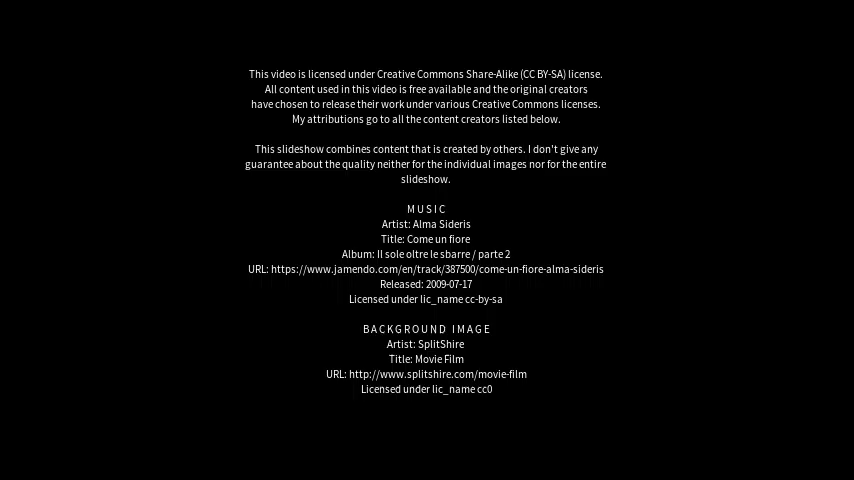 This video is licensed under Creative Commons Share-Alike (CC BY-SA) license.
All content used in this video is free available and the original creators
have chosen to release their work under various Creative Commons licenses.
My attributions go to all the content creators listed below.
This slideshow combines content that is created by others. I don't give any
guarantee about the quality neither for the individual images nor for the entire
slideshow.
MUSIC
Artist: Alma Sideris
Title: Come un fiore
Album: Il sole oltre le sbarre / parte 2
URL: https://www.jamendo.com/en/track/387500/come-un-fiore-alma-sideris
Released: 2009-07-17
Licensed under lic_name cc-by-sa
BACKGROUND IMAGE
Artist: SplitShire
Title: Movie Film
URL: http://www.splitshire.com/movie-film
Licensed under lic_name cc0